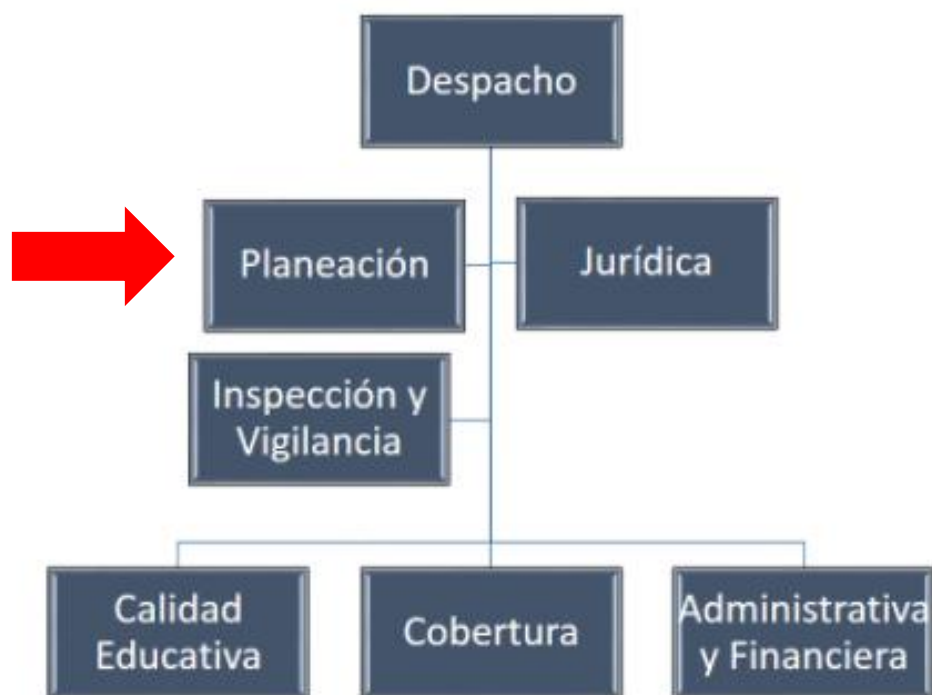 Despacho
Planeación
Jurídica
Inspección y
Vigilancia
Calidad
Educativa
Cobertura
Administrativa
y Financiera